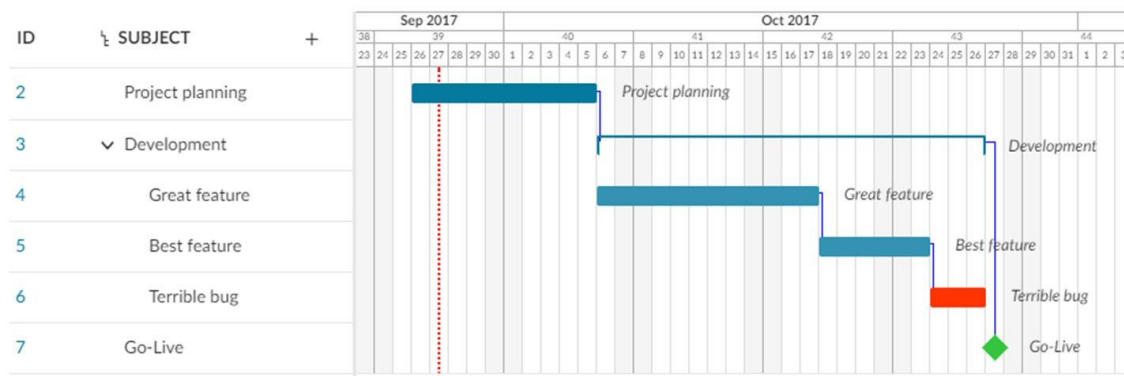 Sep 2017 Oct 2017
ID SUBJECT +
38 39 40 41 42 43 44
23 24 25 26 27 28 29 30 1 2 3 4 5 6 7 8 9 10 11 12 13 14 15 16 17 18 19 20 21 22 23 24 25 26 27 28 29 30 31 1 2
2 Project planning Project planning
3 Development Development
4 Great feature Great feature
5 Best feature Best feature
6 Terrible bug Terrible bug
7 Go-Live Go-Live